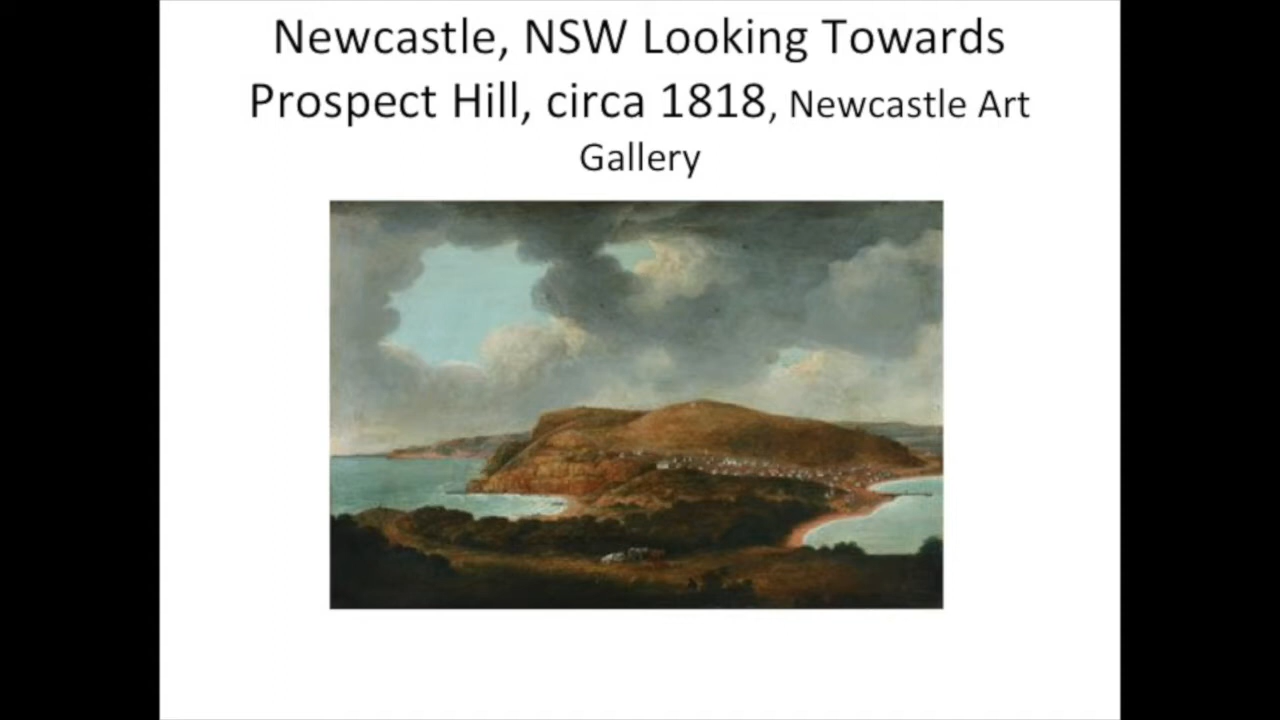 Newcastle, NSW Looking Towards
Prospect Hill, circa 1818, Newcastle Art
Gallery